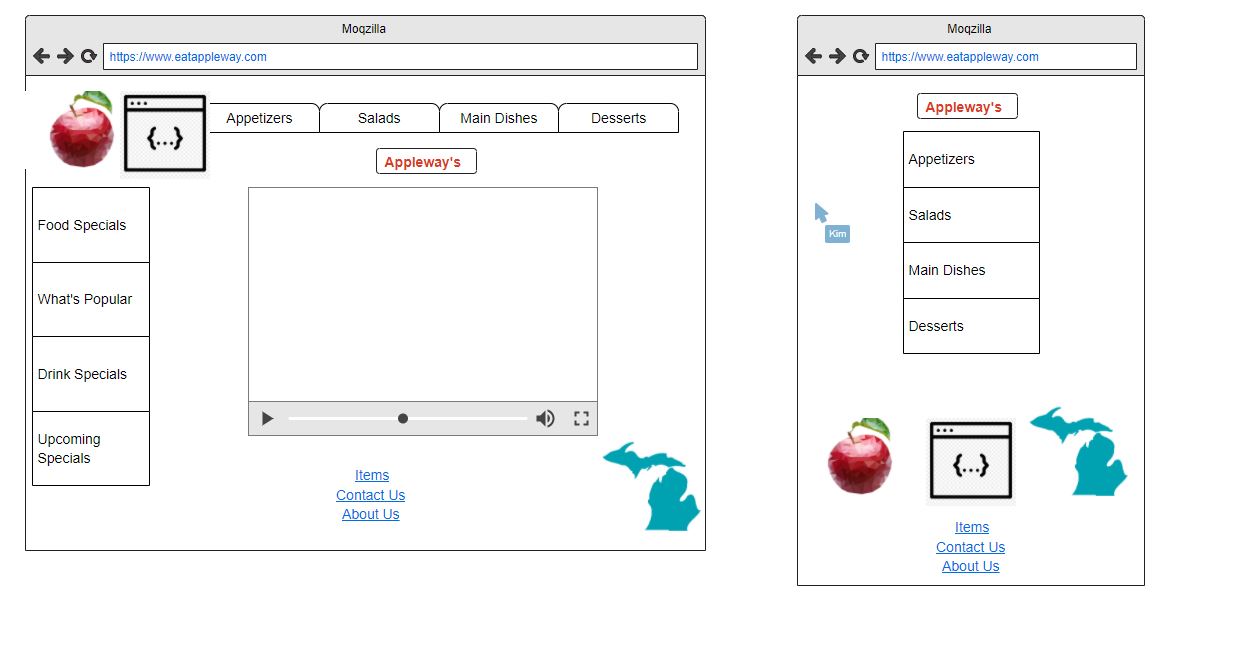 Moqzilla
https://www.eatappleway.com
{...}
Appetizers
Salads
Main Dishes
Desserts
Appleway's
Food Specials
What's Popular
Drink Specials
Upcoming
Specials
Items
Contact Us
About Us
Moqzilla
https://www.eatappleway.com
Appleway's
Appetizers
Salads
Kim
Main Dishes
Desserts
{...}
Items
Contact Us
About Us